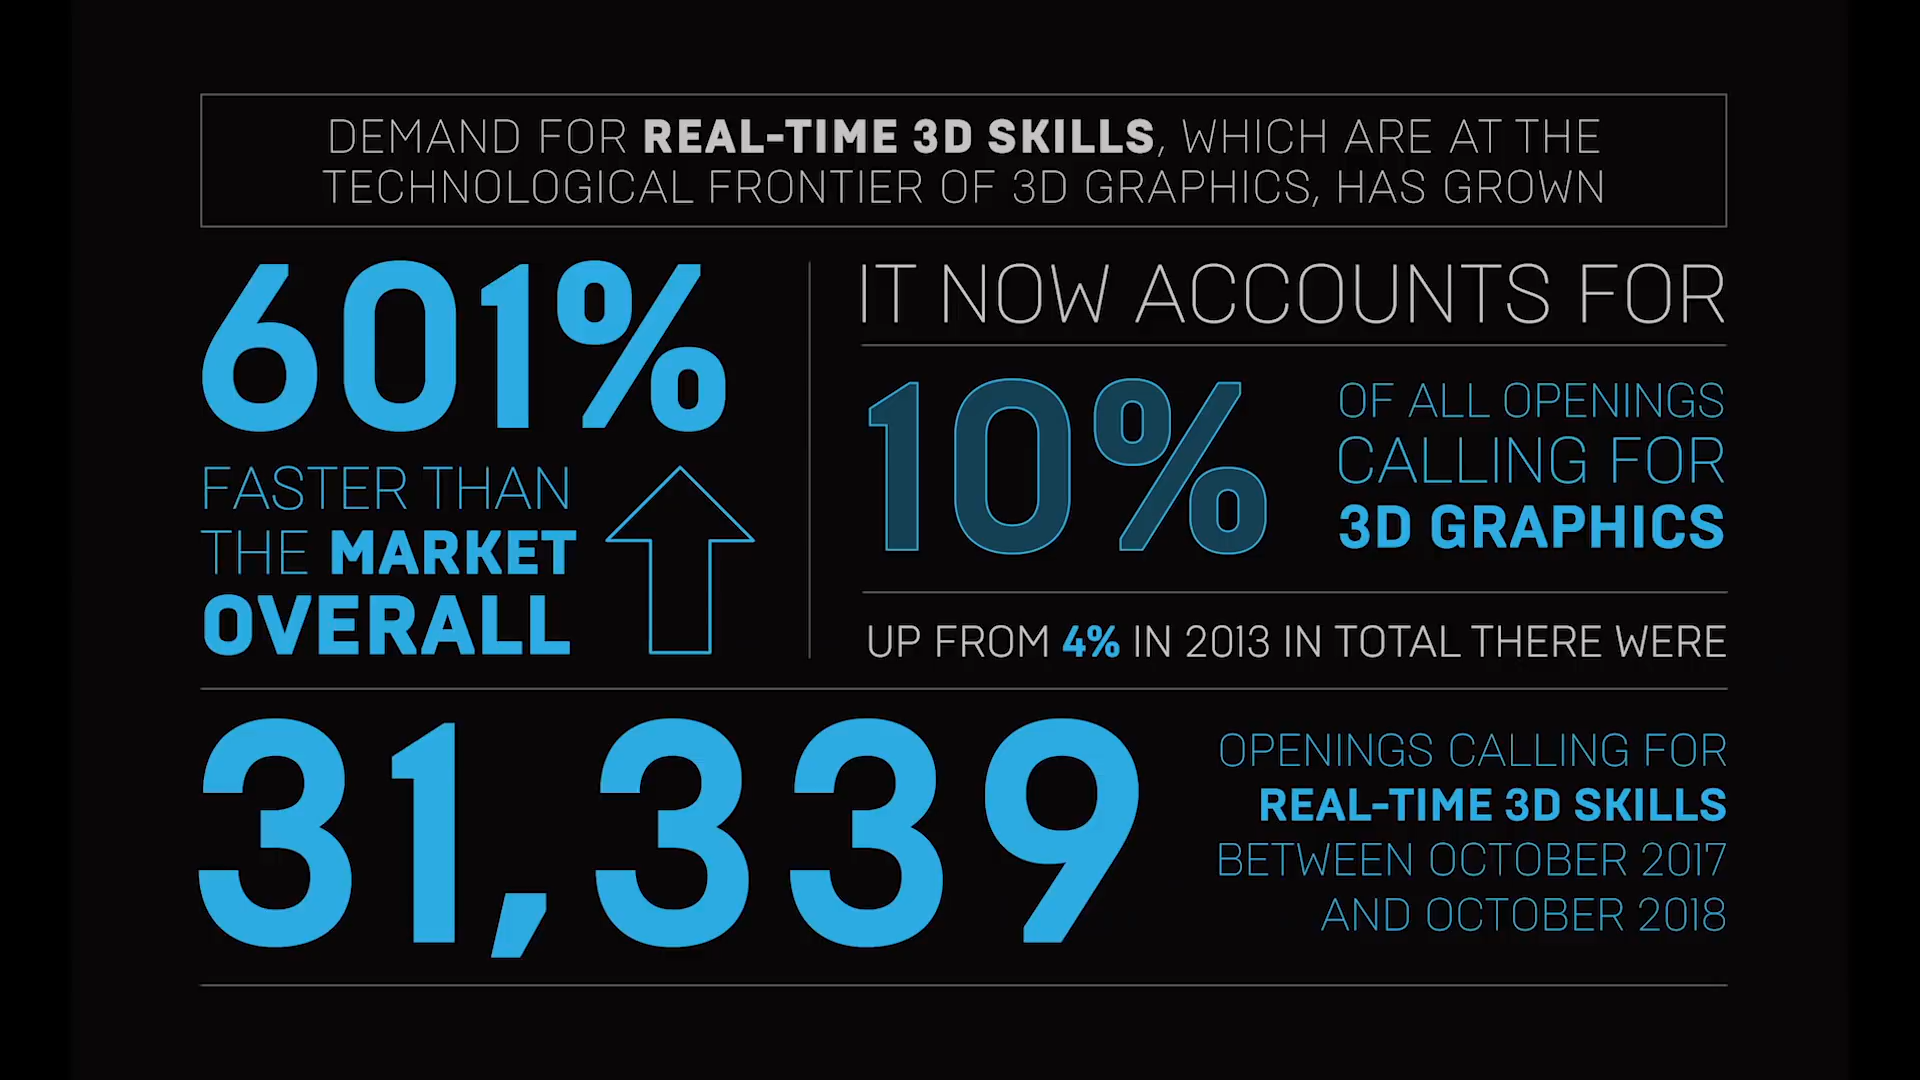 DEMAND FOR REAL-TIME 3D SKILLS, WHICH ARE AT THE
TECHNOLOGICAL FRONTIER OF 3D GRAPHICS, HAS GROWN
601%
FASTER THAN
THE MARKET
OVERALL
IT NOW ACCOUNTS FOR
10%
OF ALL OPENINGS
CALLING FOR
3D GRAPHICS
UP FROM 4% IN 2013 IN TOTAL THERE WERE
31,339
OPENINGS CALLING FOR
REAL-TIME 3D SKILLS
BETWEEN OCTOBER 2017
AND OCTOBER 2018